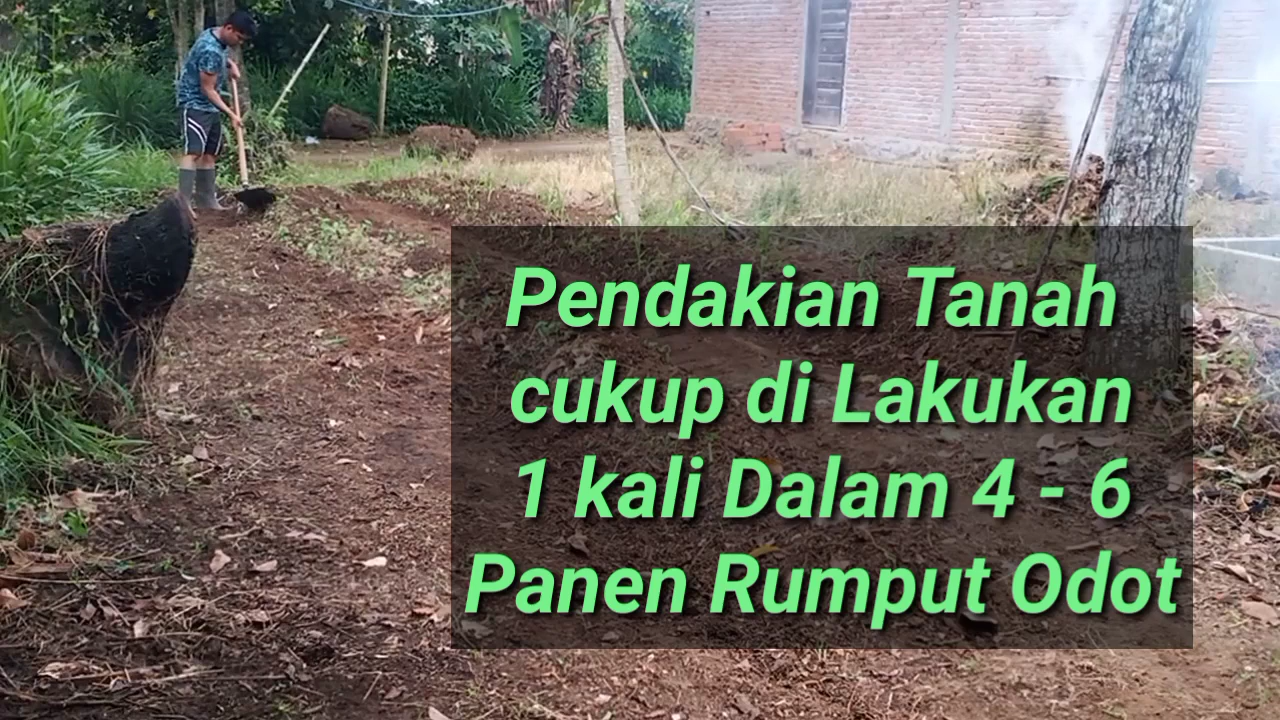 Pendakian Tanah
cukup di Lakukan
1 kali Dalam 4 - 6
Panen Rumput Odot